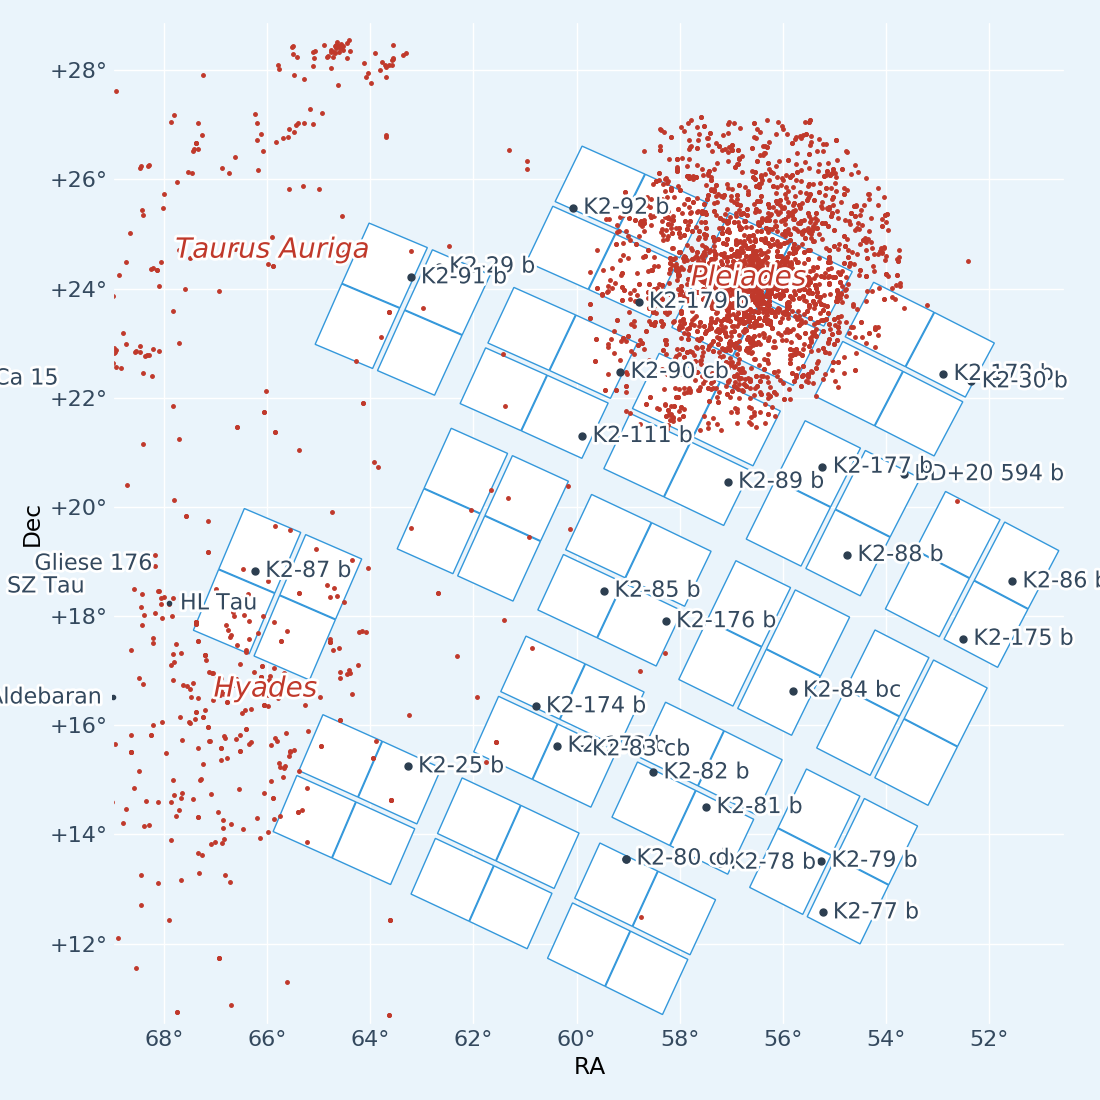 +28°
+26°
K2-92 b
Taurus Auriga
K2-29 b
K2-91 b
Pleiades
+24°
K2-179 b
Ca 15
K2-90 cb
K2-30 b
+22°
K2-111 b
K2-177 b
BD+20 594 b
K2-89 b
+20°
Dec
K2-88 b
Gliese 176
K2-87 b
K2-86 b
SZ Tau
HL Tau
K2-85 b
+18°
K2-176 b
K2-175 b
Hyades
Aldebaran
K2-84 bc
K2-174 b
+16°
K2-83 cb
K2-25 b
K2-82 b
K2-81 b
+14°
K2-80 cdb
K2-78 b
K2-79 b
K2-77 b
+12°
68°
66°
64°
62°
60°
58°
56°
54°
52°
RA